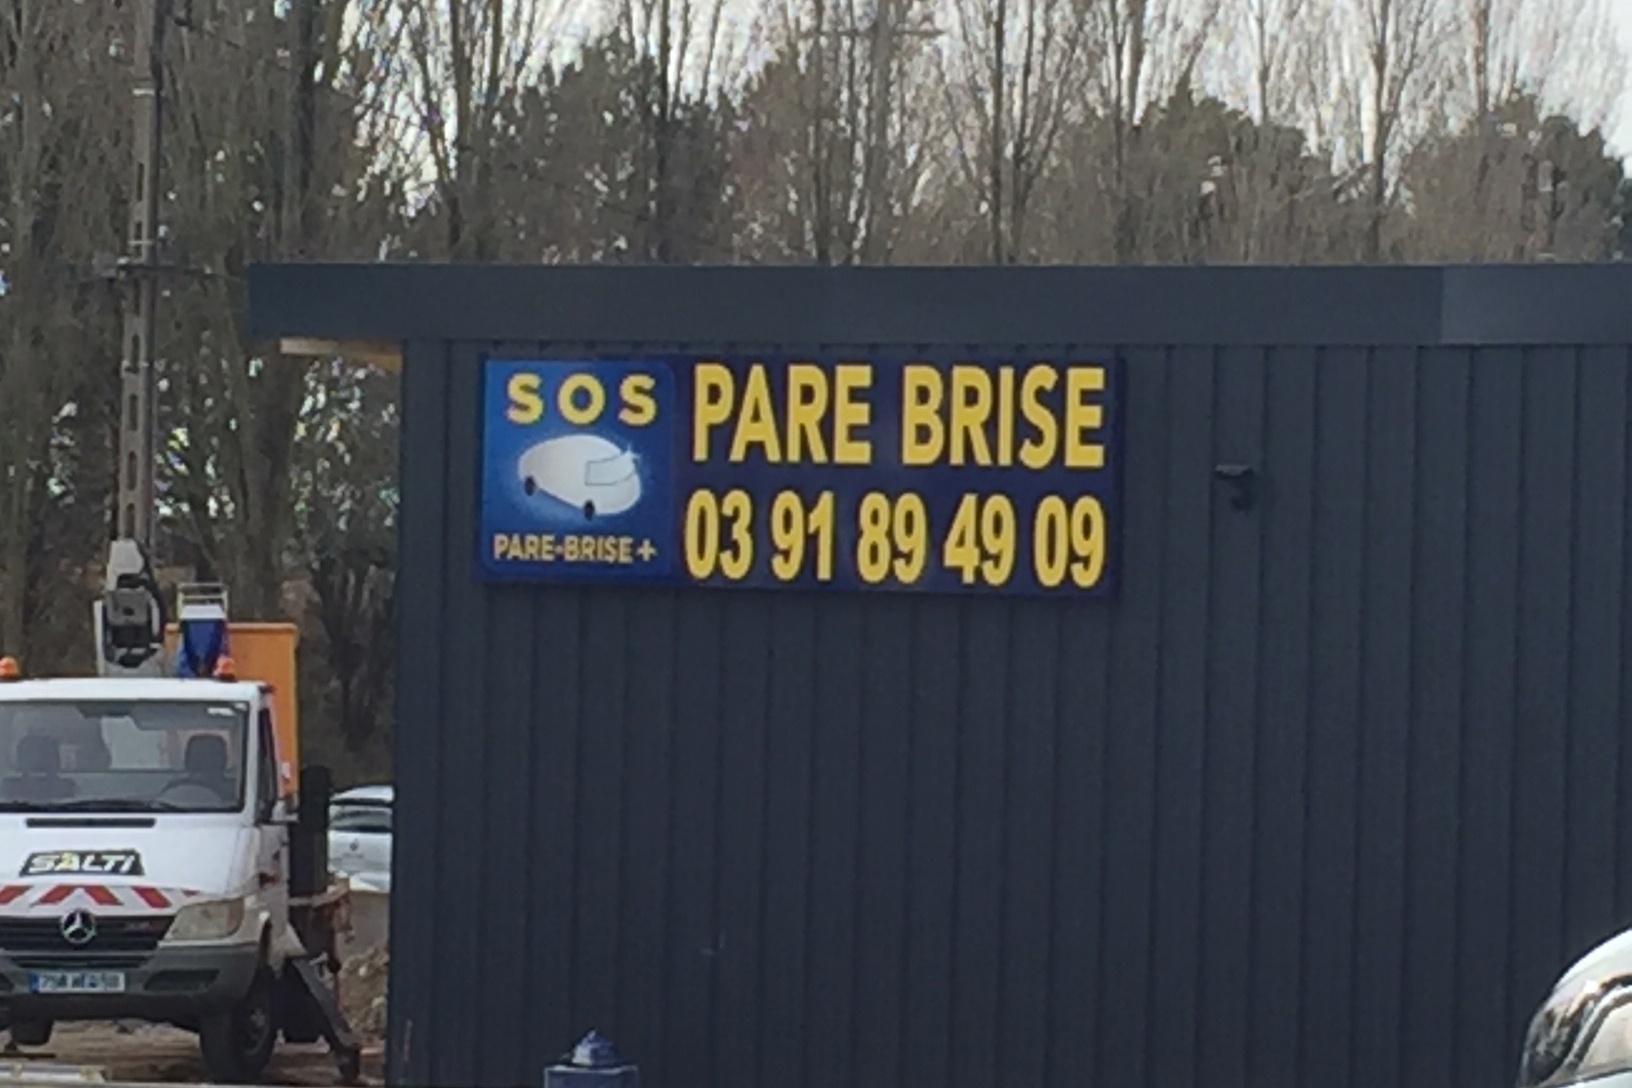 SOS
PARE-BRISE+
PARE BRISE
03 91 89 49 09
SALTI